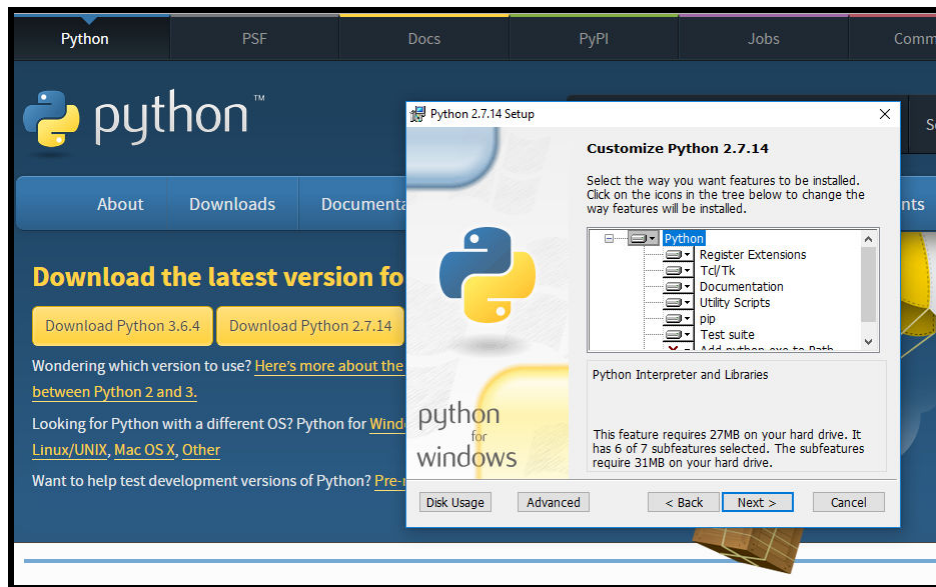 Python PSF Docs PyPI Jobs
python™
About Downloads
Download the latest version
Download Python 3.6.4 Download Python 2.7.14
Wondering which version to use? Here's more about the
between Python 2 and 3.
Looking for Python with a different OS? Python for
Linux/UNIX, Mac OS X, Other
Want to help test development versions of Python?
Python 2.7.14 Setup
Customize Python 2.7.14
Select the way you want features to be installed.
Click on the icons in the tree below to change the
way features will be installed.
Python
Register Extensions
Tcl/Tk
Documentation
Utility Scripts
pip
Test suite
Add python.exe to Path
Python Interpreter and Libraries
This feature requires 27MB on your hard drive. It
has 6 of 7 subfeatures selected. The subfeatures
require 31MB on your hard drive.
python
for
windows
Disk Usage Advanced < Back Next > Cancel